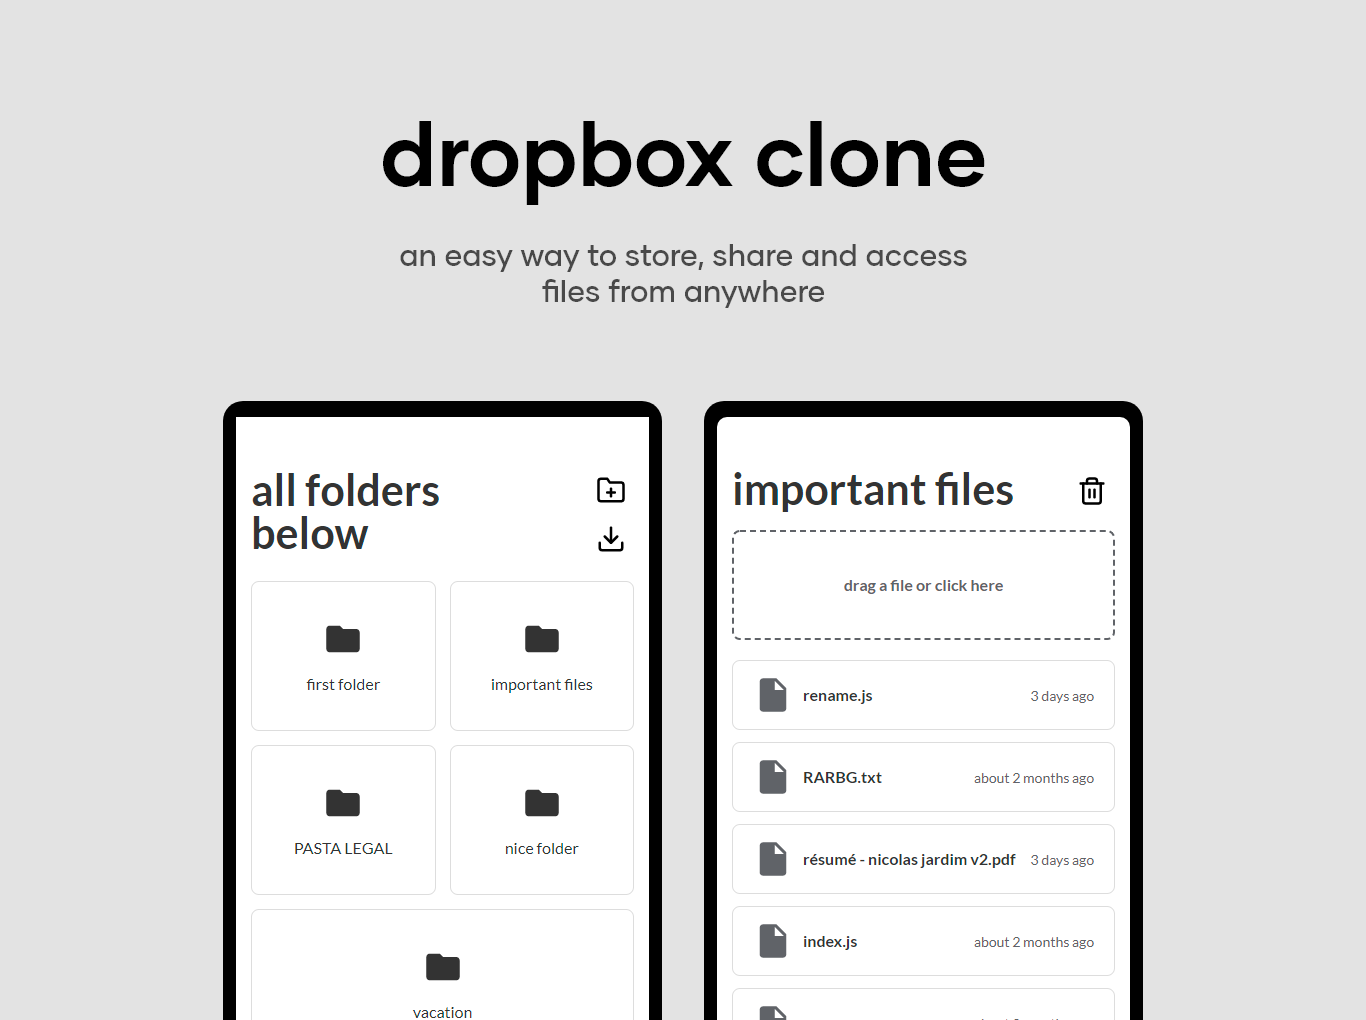 dropbox clone
an easy way to store, share and access
files from anywhere
all folders
below
first folder
important files
PASTA LEGAL
nice folder
vacation
important files
drag a file or click here
rename.js
3 days ago
RARBG.txt
about 2 months ago
résumé - nicolas jardim v2.pdf
3 days ago
index.js
about 2 months ago